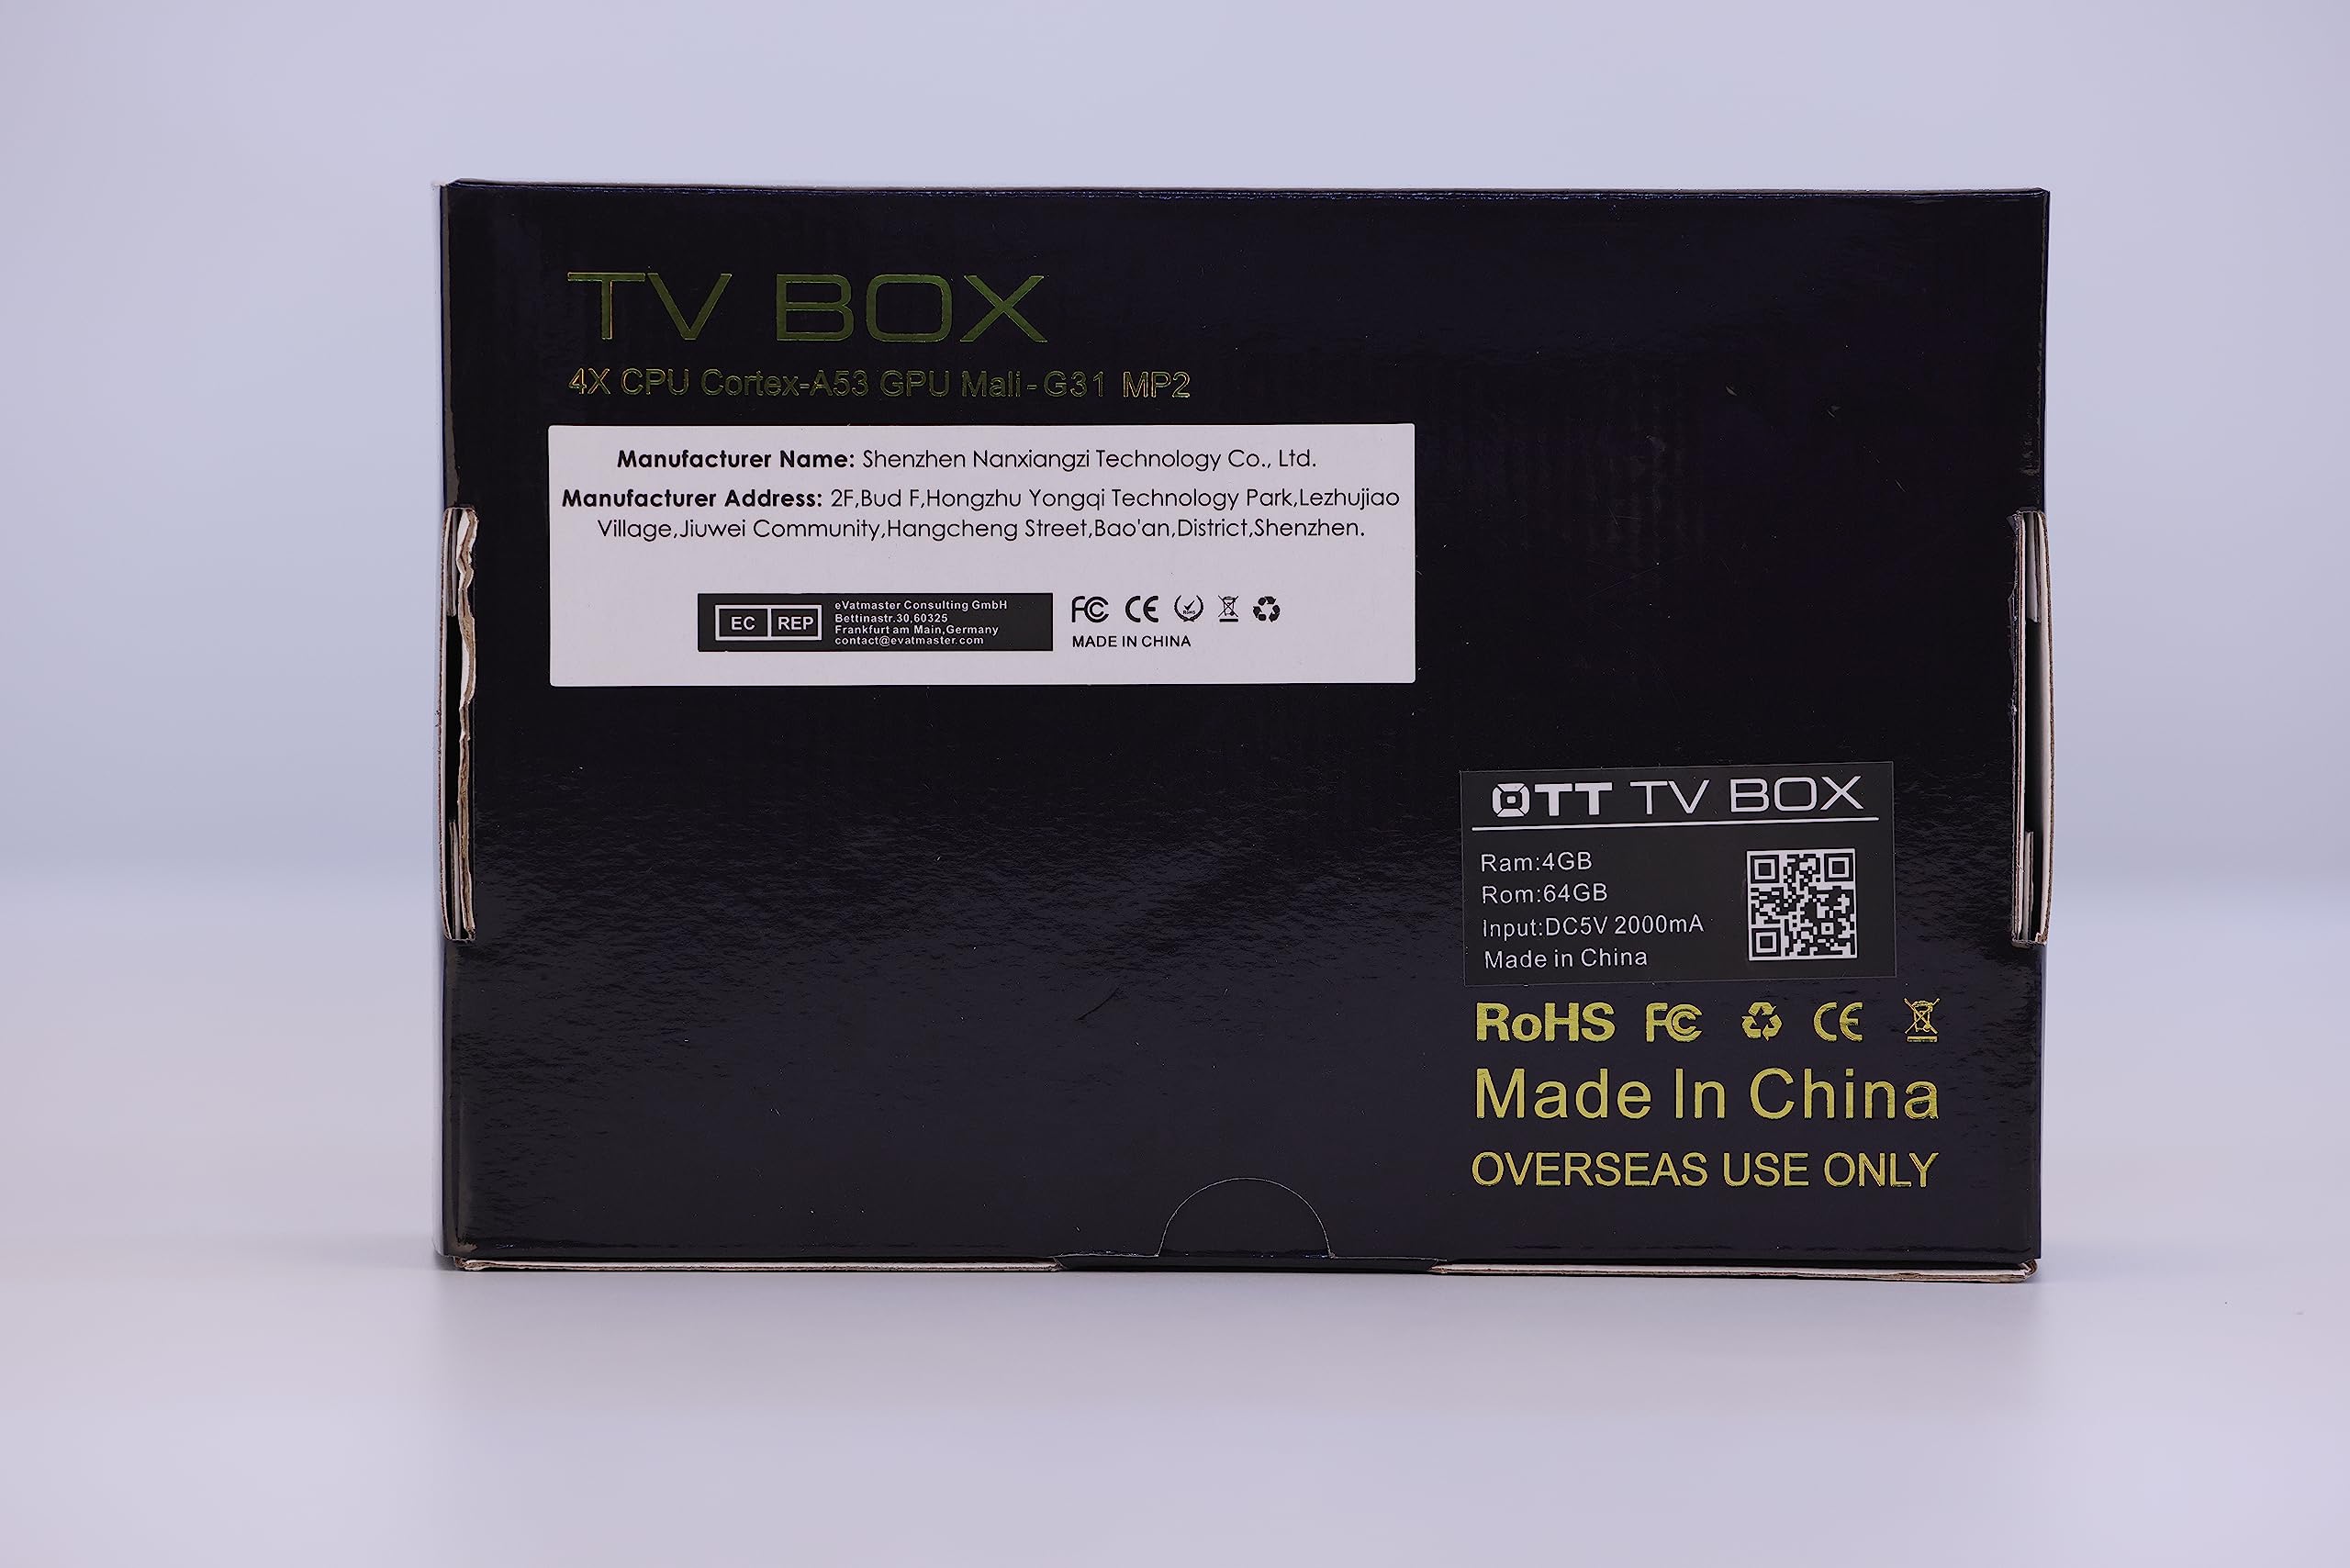 TV BOX
4X CPU Cortex-A53 GPU Mali-G31 MP2
Manufacturer Name: Shenzhen Nanxiangzi Technology Co., Ltd.
Manufacturer Address: 2F,Bud F,Hongzhu Yongqi Technology Park,Lezhujiao
Village,Jiuwei Community,Hangcheng Street,Bao'an,District,Shenzhen.
EC REP
eVatmaster Consulting GmbH
Bettinastr.30,60325
Frankfurt am Main,Germany
contact@evatmaster.com
FC CE
MADE IN CHINA
OTT TV BOX
Ram:4GB
Rom:64GB
Input:DC5V 2000mA
Made in China
RoHS FC CE
Made In China
OVERSEAS USE ONLY